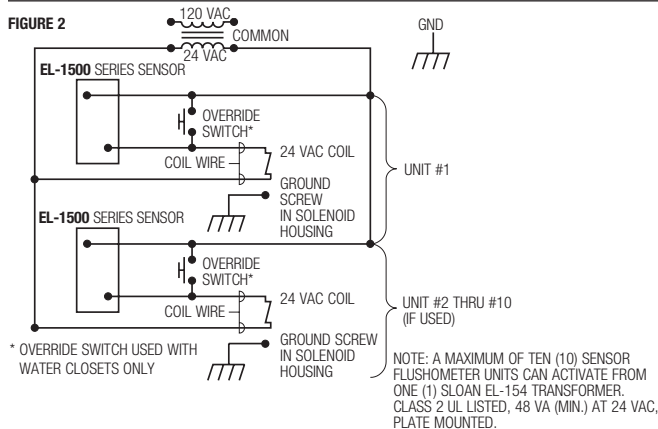 FIGURE 2
120 VAC
COMMON
24 VAC
GND
EL-1500 SERIES SENSOR
OVERRIDE
SWITCH*
COIL WIRE
24 VAC COIL
GROUND
SCREW
IN SOLENOID
HOUSING
UNIT #1
EL-1500 SERIES SENSOR
OVERRIDE
SWITCH*
COIL WIRE
24 VAC COIL
GROUND SCREW
IN SOLENOID
HOUSING
UNIT #2 THRU #10
(IF USED)
* OVERRIDE SWITCH USED WITH
WATER CLOSETS ONLY
NOTE: A MAXIMUM OF TEN (10) SENSOR
FLUSHOMETER UNITS CAN ACTIVATE FROM
ONE (1) SLOAN EL-154 TRANSFORMER.
CLASS 2 UL LISTED, 48 VA (MIN.) AT 24 VAC,
PLATE MOUNTED.